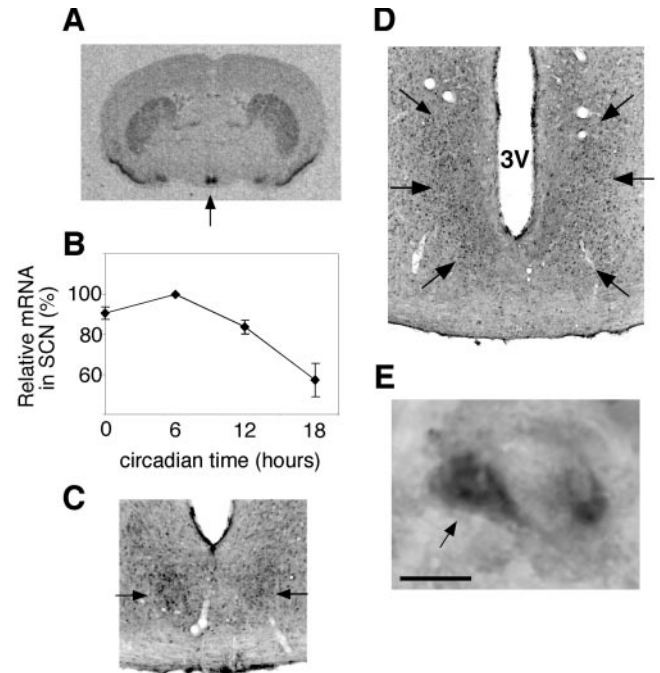 A
B
Relative mRNA
in SCN (%)
100
80
60
0 6 12 18
circadian time (hours)
C
D
3V
E